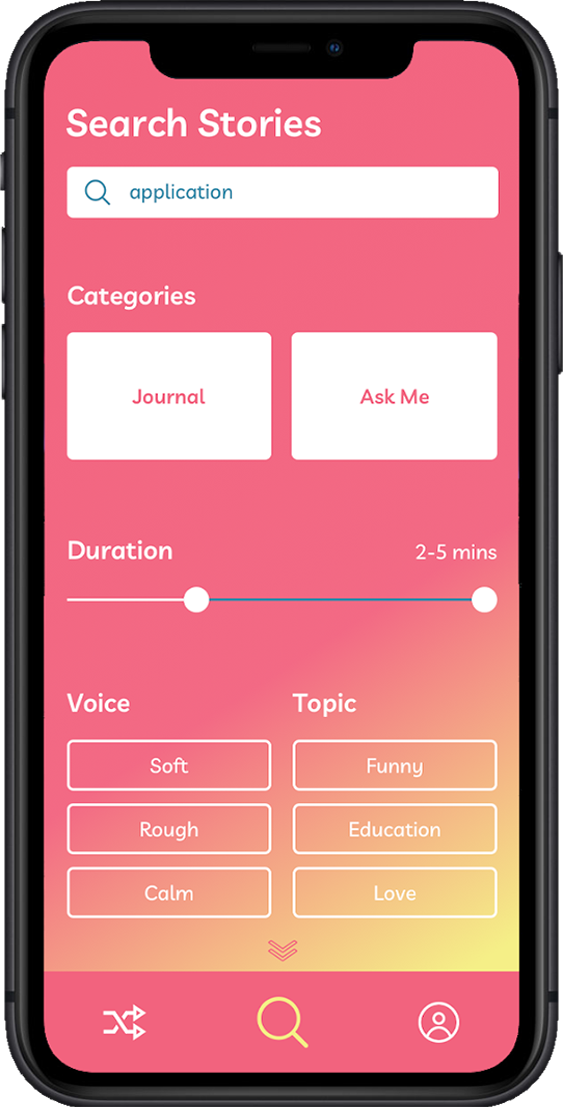 Search Stories
application
Categories
Journal
Ask Me
Duration
2-5 mins
Voice
Topic
Soft
Funny
Rough
Education
Calm
Love